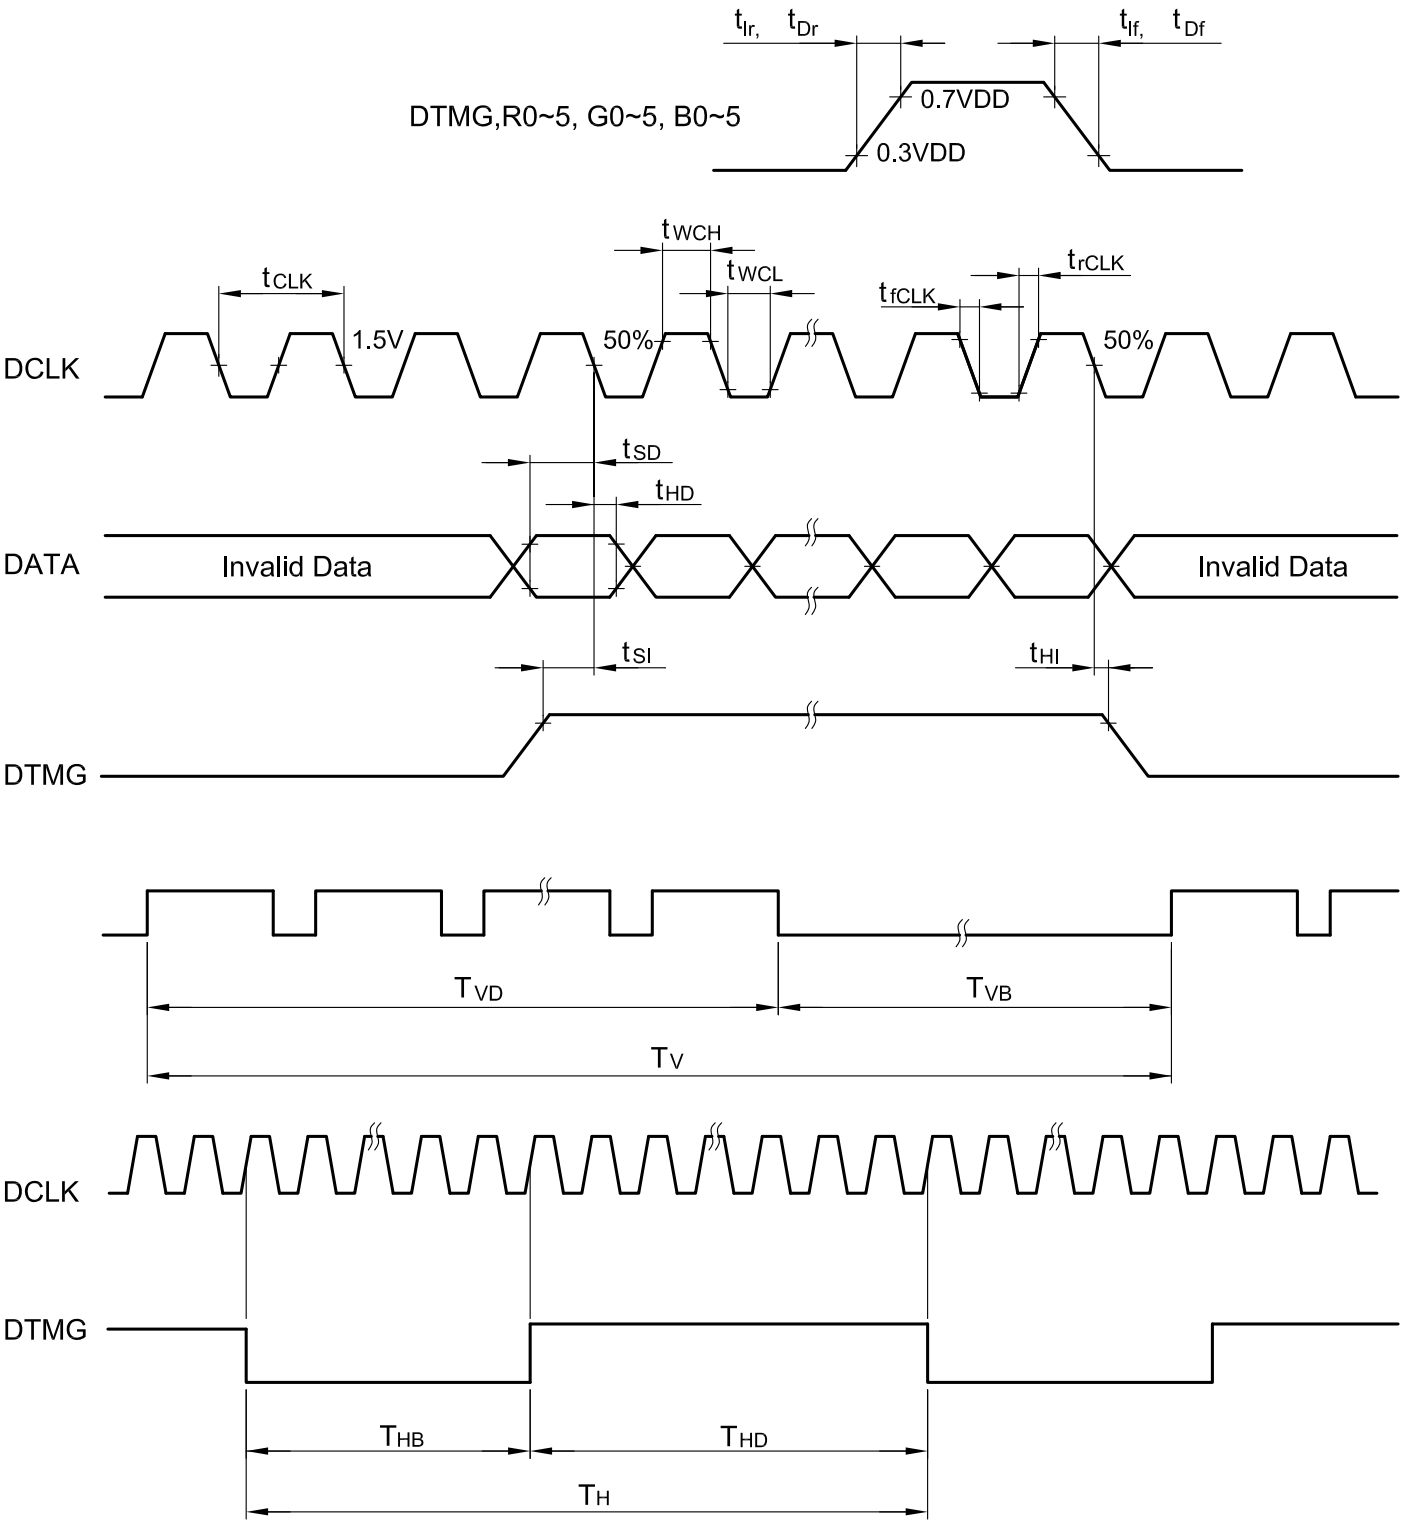 tIr, tDr tIf, tDf
DTMG,R0~5, G0~5, B0~5
0.7VDD
0.3VDD
tWCH
tCLK tWCL tfCLK trCLK
DCLK 1.5V 50% 50%
tSD
tHD
DATA Invalid Data Invalid Data
tSI tHI
DTMG
TVD TVB
TV
DCLK
DTMG
THB THD
TH